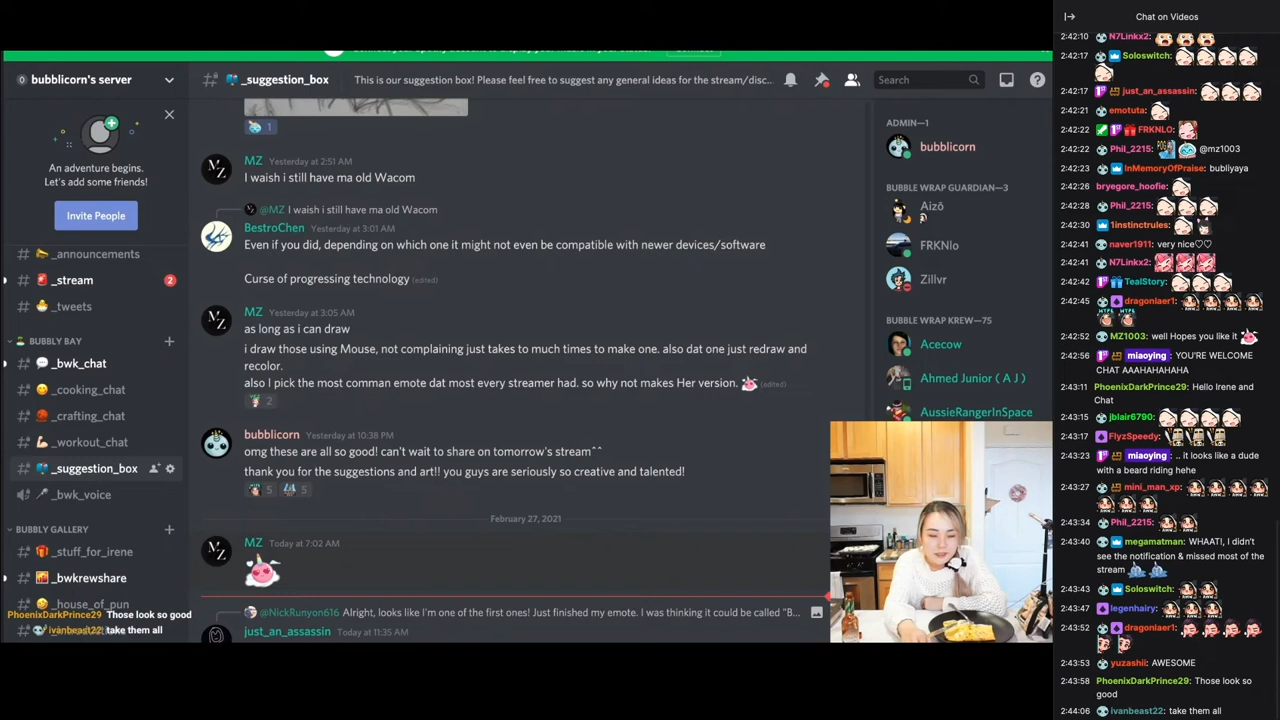 bubblicorn's server
_suggestion_box
This is our suggestion box! Please feel free to suggest any general ideas for the stream/disc...
Search
An adventure begins.
Let's add some friends!
Invite People
_announcements
_stream
2
_tweets
BUBBLY BAY
_bwk_chat
_cooking_chat
_crafting_chat
_workout_chat
_suggestion_box
_bwk_voice
BUBBLY GALLERY
_stuff_for_irene
_bwkrewshare
_house_of_pun
PhoenixDarkPrince29: Those look so good
ivanbeast22: take them all
1
MZ Yesterday at 2:51 AM
I waish i still have ma old Wacom
@MZ I waish i still have ma old Wacom
BestroChen Yesterday at 3:01 AM
Even if you did, depending on which one it might not even be compatible with newer devices/software
Curse of progressing technology (edited)
MZ Yesterday at 3:05 AM
as long as i can draw
i draw those using Mouse, not complaining just takes to much times to make one. also dat one just redraw and
recolor.
also I pick the most comman emote dat most every streamer had. so why not makes Her version. (edited)
2
bubblicorn Yesterday at 10:38 PM
omg these are all so good! can't wait to share on tomorrow's stream^^
thank you for the suggestions and art!! you guys are seriously so creative and talented!
5 5
February 27, 2021
MZ Today at 7:02 AM
@NickRunyon616 Alright, looks like I'm one of the first ones! Just finished my emote. I was thinking it could be called "B...
just_an_assassin Today at 11:35 AM
ADMIN—1
bubblicorn
BUBBLE WRAP GUARDIAN—3
Aizō
FRKNlo
Zillvr
BUBBLE WRAP KREW—75
Acecow
Ahmed Junior ( A J )
AussieRangerInSpace
Chat on Videos
2:42:10 N7Linkx2:
2:42:17 Soloswitch:
2:42:17 just_an_assassin:
2:42:21 emotuta:
2:42:22 FRKNLO:
2:42:22 Phil_2215: @mz1003
2:42:23 InMemoryOfPraise: bubliyaya
2:42:26 bryegore_hoofie:
2:42:28 Phil_2215:
2:42:30 1instinctrules:
2:42:41 naver1911: very nice♡♡
2:42:41 N7Linkx2:
2:42:42 TealStory:
2:42:45 dragonlaer1:
2:42:52 MZ1003: well Hopes you like it
2:42:56 miaoying: YOU'RE WELCOME
CHAT AAAHAHAHAHA
2:43:11 PhoenixDarkPrince29: Hello Irene and
Chat
2:43:15 jblair6790:
2:43:17 FlyzSpeedy:
2:43:23 miaoying: .. it looks like a dude
with a beard riding hehe
2:43:27 mini_man_xp:
2:43:34 Phil_2215:
2:43:40 megamatman: WHAAT!, I didn't
see the notification & missed most of the
stream
2:43:43 Soloswitch:
2:43:47 legenhairy:
2:43:52 dragonlaer1:
2:43:53 yuzashii: AWESOME
2:43:58 PhoenixDarkPrince29: Those look so
good
2:44:06 ivanbeast22: take them all